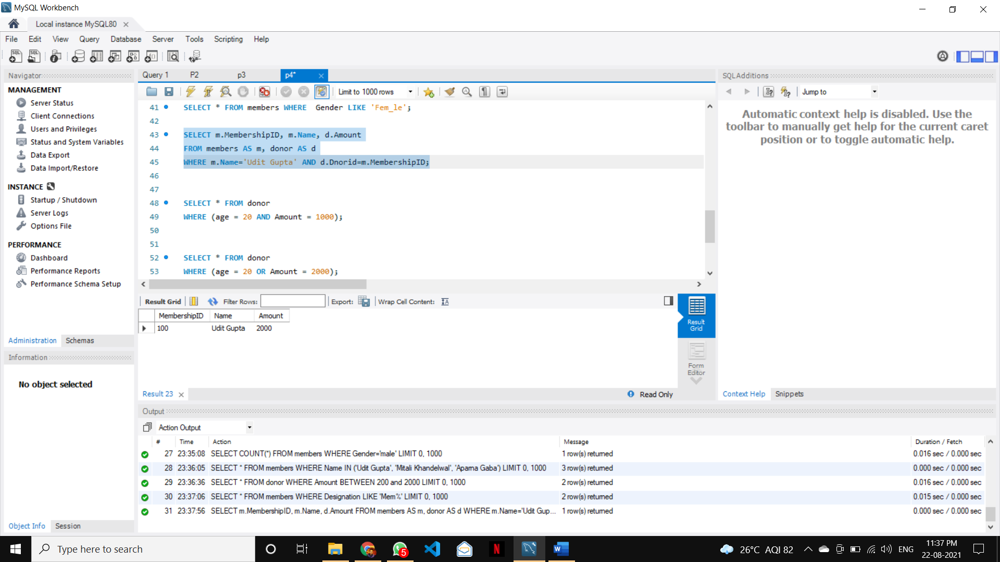 MySQL Workbench
Local instance MySQL80
File Edit View Query Database Server Tools Scripting Help
Navigator
MANAGEMENT
Server Status
Client Connections
Users and Privileges
Status and System Variables
Data Export
Data Import/Restore
INSTANCE
Startup / Shutdown
Server Logs
Options File
PERFORMANCE
Dashboard
Performance Reports
Performance Schema Setup
Administration Schemas
Information
No object selected
Object Info Session
Query 1 P2 p3 p4*
Limit to 1000 rows
41 SELECT * FROM members WHERE  Gender LIKE 'Fem_le';
42
43 SELECT m.MembershipID, m.Name, d.Amount
44 FROM members AS m, donor AS d
45 WHERE m.Name='Udit Gupta' AND d.Dnorid=m.MembershipID;
46
47
48 SELECT * FROM donor
49 WHERE (age = 20 AND Amount = 1000);
50
51
52 SELECT * FROM donor
53 WHERE (age = 20 OR Amount = 2000);
Result Grid Filter Rows: Export: Wrap Cell Content:
MembershipID Name Amount
100 Udit Gupta 2000
Result Grid
Form Editor
Result 23 Read Only
SQLAdditions
Jump to
Automatic context help is disabled. Use the
toolbar to manually get help for the current caret
position or to toggle automatic help.
Context Help Snippets
Output
Action Output
# Time Action Message Duration / Fetch
27 23:35:08 SELECT COUNT(*) FROM members WHERE Gender='male' LIMIT 0, 1000 1 row(s) returned 0.016 sec / 0.000 sec
28 23:36:05 SELECT * FROM members WHERE Name IN ('Udit Gupta', 'Mitali Khandelwal', 'Aparna Gaba') LIMIT 0, 1000 3 row(s) returned 0.000 sec / 0.000 sec
29 23:36:36 SELECT * FROM donor WHERE Amount BETWEEN 200 and 2000 LIMIT 0, 1000 2 row(s) returned 0.016 sec / 0.000 sec
30 23:37:06 SELECT * FROM members WHERE Designation LIKE 'Mem%' LIMIT 0, 1000 2 row(s) returned 0.015 sec / 0.000 sec
31 23:37:56 SELECT m.MembershipID, m.Name, d.Amount FROM members AS m, donor AS d WHERE m.Name='Udit Gup... 1 row(s) returned 0.000 sec / 0.000 sec
Type here to search
5
26°C AQI 82 ENG
11:37 PM
22-08-2021